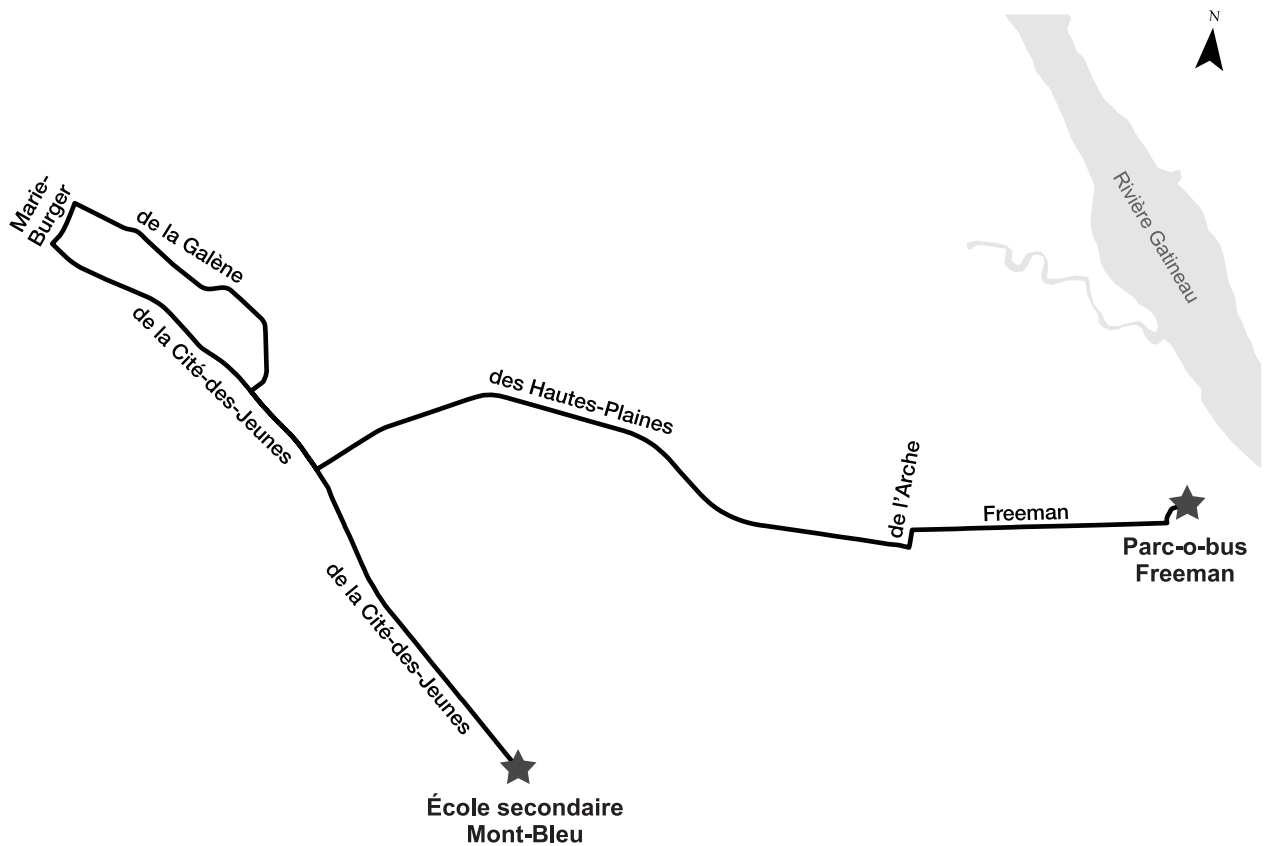 N
Rivière Gatineau
Marie-
Burger
de la Galène
de la Cité-des-Jeunes
des Hautes-Plaines
de l'Arche
Freeman
Parc-o-bus
Freeman
de la Cité-des-Jeunes
École secondaire
Mont-Bleu